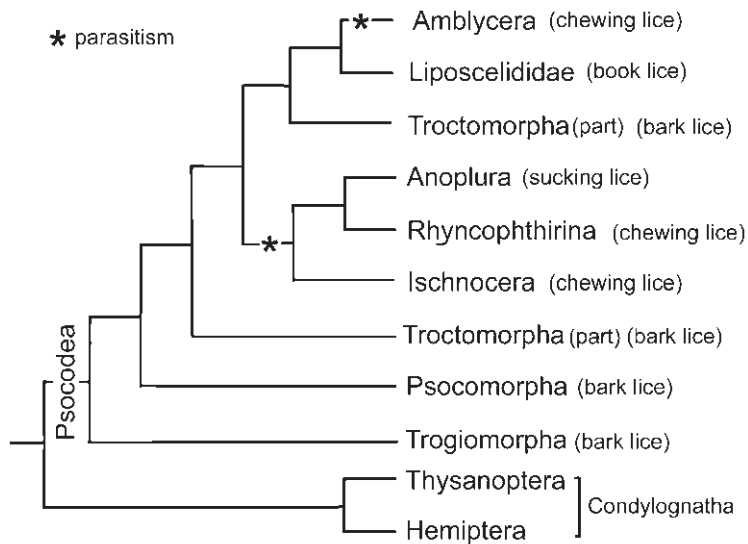 Amblycera (chewing lice)
* parasitism
Liposcelididae (book lice)
Troctomorpha (part) (bark lice)
Anoplura (sucking lice)
Rhyncophthirina (chewing lice)
Ischnocera (chewing lice)
Troctomorpha (part) (bark lice)
Psocodea
Psocomorpha (bark lice)
Trogiomorpha (bark lice)
Thysanoptera
Condylognatha
Hemiptera